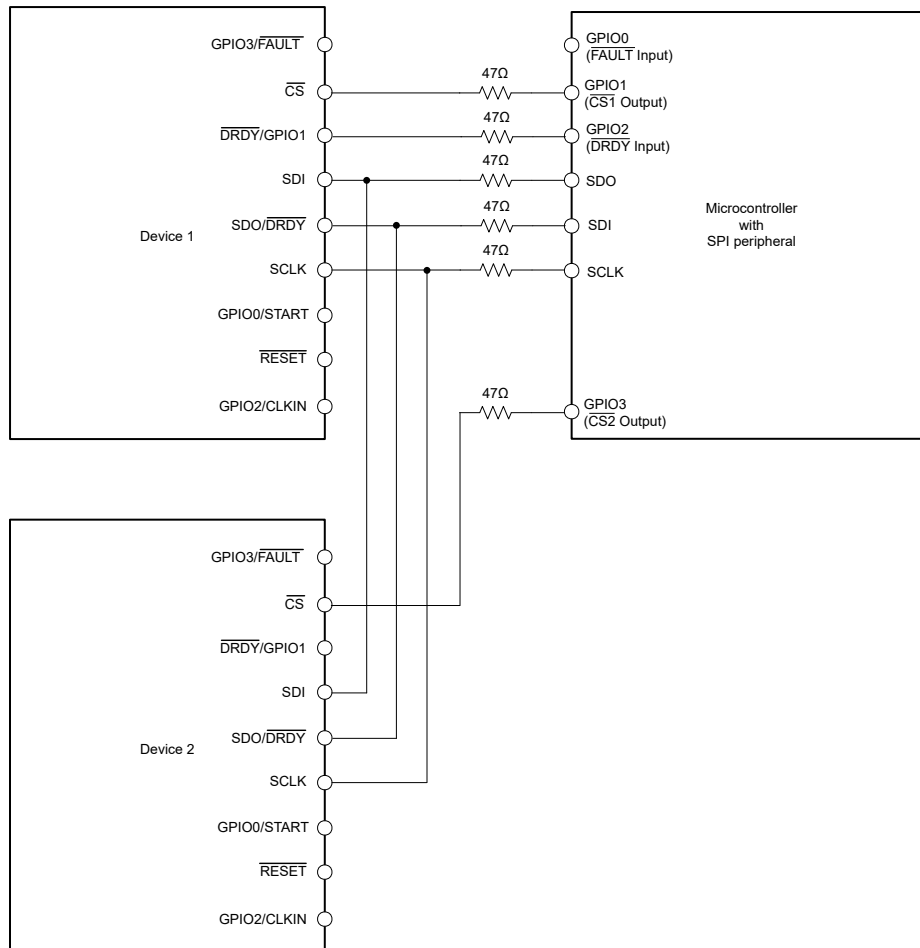 GPIO3/FAULT
CS
DRDY/GPIO1
SDI
SDO/DRDY
SCLK
GPIO0/START
RESET
GPIO2/CLKIN
Device 1
47Ω
47Ω
47Ω
47Ω
47Ω
47Ω
GPIO0
(FAULT Input)
GPIO1
(CS1 Output)
GPIO2
(DRDY Input)
SDO
SDI
SCLK
GPIO3
(CS2 Output)
Microcontroller
with
SPI peripheral
GPIO3/FAULT
CS
DRDY/GPIO1
SDI
SDO/DRDY
SCLK
GPIO0/START
RESET
GPIO2/CLKIN
Device 2